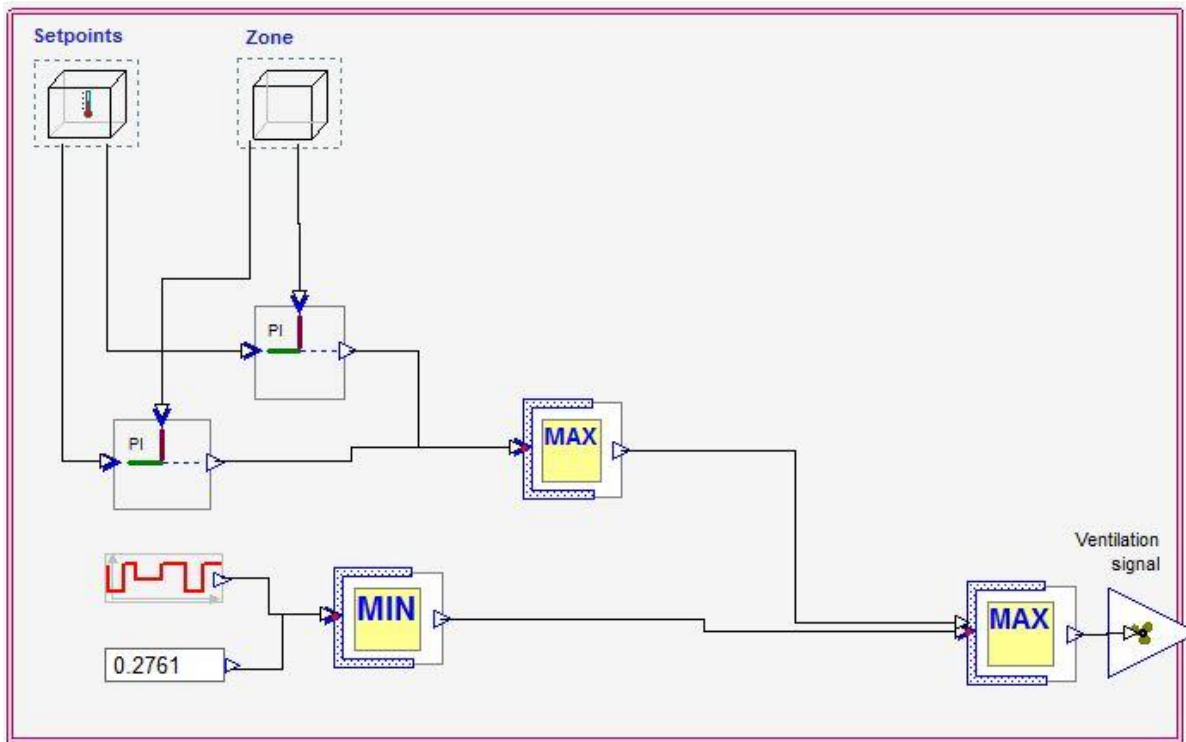 Setpoints
Zone
PI
PI
MAX
MIN
0.2761
Ventilation
signal
MAX